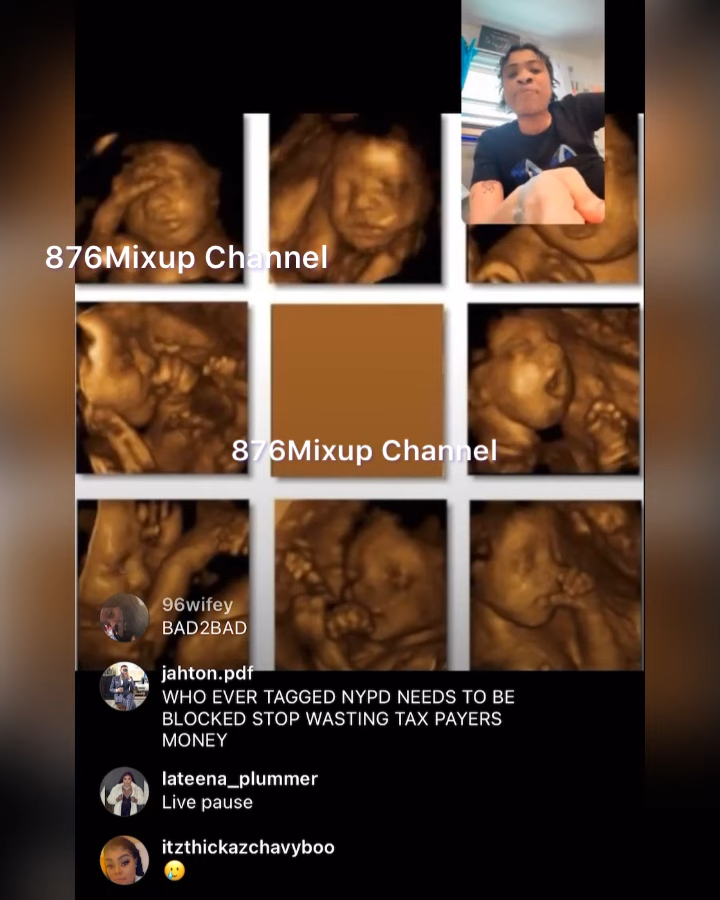 876Mixup Channel
876Mixup Channel
96wifey
BAD2BAD
jahton.pdf
WHO EVER TAGGED NYPD NEEDS TO BE
BLOCKED STOP WASTING TAX PAYERS
MONEY
lateena_plummer
Live pause
itzthickazchavyboo
🥲